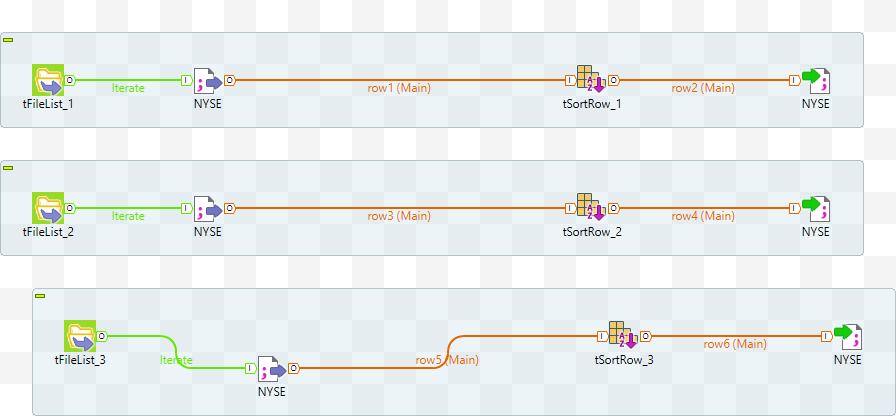 O Iterate I O row1 (Main) I O row2 (Main) I
tFileList_1 NYSE tSortRow_1 NYSE
O Iterate I O row3 (Main) I O row4 (Main) I
tFileList_2 NYSE tSortRow_2 NYSE
O I O row6 (Main) I
tFileList_3 Iterate row5 (Main) tSortRow_3 NYSE
I O
NYSE